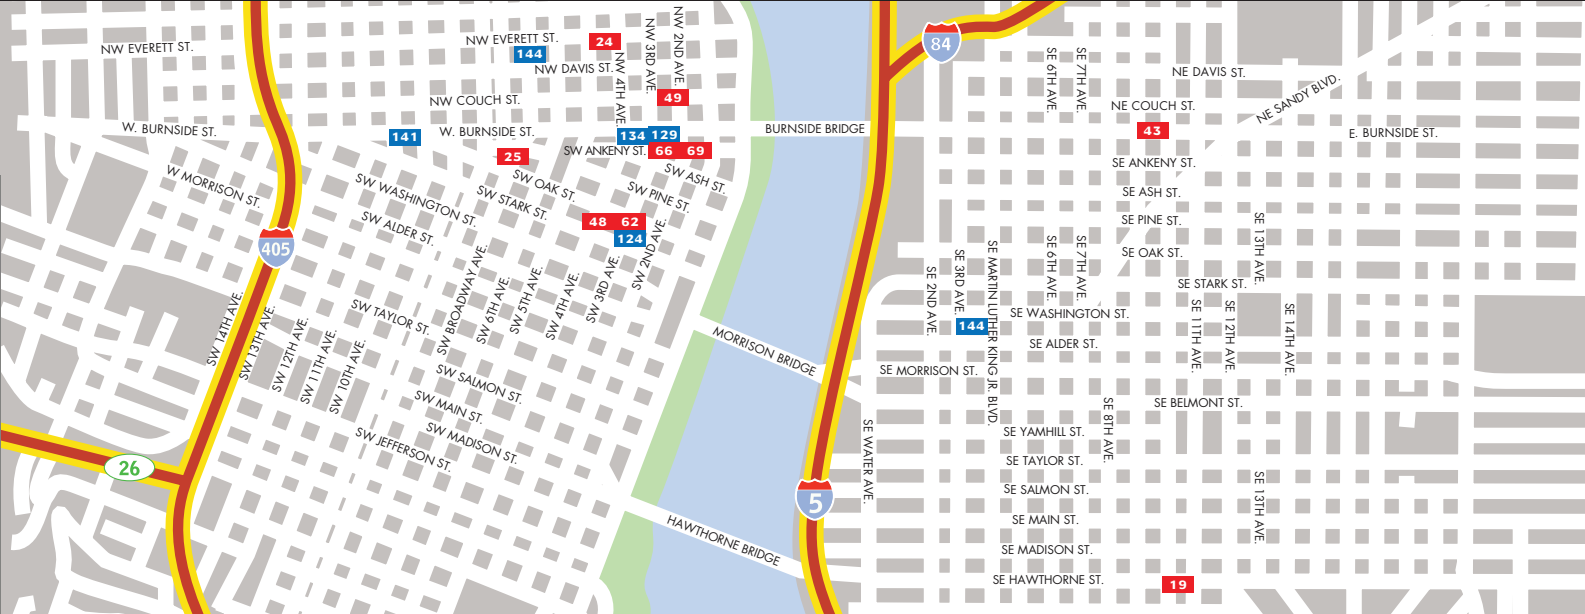 NW EVERETT ST.
NW EVERETT ST.
24
144
NW DAVIS ST.
NW 4TH AVE.
NW 3RD AVE.
NW 2ND AVE.
49
NW COUCH ST.
W. BURNSIDE ST.
141
W. BURNSIDE ST.
134
129
BURNSIDE BRIDGE
25
SW ANKENY ST.
66
69
W MORRISON ST.
SW WASHINGTON ST.
SW OAK ST.
SW STARK ST.
SW ASH ST.
SW PINE ST.
SW ALDER ST.
48
62
124
405
SW 14TH AVE.
SW 13TH AVE.
SW 12TH AVE.
SW 11TH AVE.
SW 10TH AVE.
SW TAYLOR ST.
SW BROADWAY AVE.
SW 6TH AVE.
SW 5TH AVE.
SW 4TH AVE.
SW 3RD AVE.
SW 2ND AVE.
MORRISON BRIDGE
SW SALMON ST.
SW MAIN ST.
SW MADISON ST.
SW JEFFERSON ST.
26
5
HAWTHORNE BRIDGE
84
SE 6TH AVE.
SE 7TH AVE.
NE DAVIS ST.
NE SANDY BLVD.
NE COUCH ST.
43
E. BURNSIDE ST.
SE ANKENY ST.
SE ASH ST.
SE PINE ST.
SE OAK ST.
SE 13TH AVE.
SE STARK ST.
SE 2ND AVE.
SE 3RD AVE.
SE MARTIN LUTHER KING JR. BLVD.
SE 6TH AVE.
SE 7TH AVE.
SE WASHINGTON ST.
144
SE ALDER ST.
SE 11TH AVE.
SE 12TH AVE.
SE 14TH AVE.
SE MORRISON ST.
SE BELMONT ST.
SE WATER AVE.
SE 8TH AVE.
SE YAMHILL ST.
SE TAYLOR ST.
SE SALMON ST.
SE 13TH AVE.
SE MAIN ST.
SE MADISON ST.
SE HAWTHORNE ST.
19